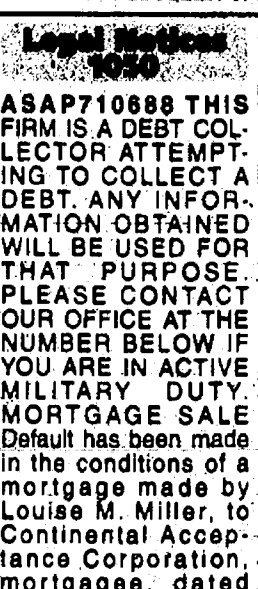 Legal Notices
1030
ASAP710688 THIS
FIRM IS A DEBT COL-
LECTOR ATTEMPT-
ING TO COLLECT A
DEBT. ANY INFOR-
MATION OBTAINED
WILL BE USED FOR
THAT PURPOSE.
PLEASE CONTACT
OUR OFFICE AT THE
NUMBER BELOW IF
YOU ARE IN ACTIVE
MILITARY DUTY.
MORTGAGE SALE
Default has been made
in the conditions of a
mortgage made by
Louise M. Miller, to
Continental Accep-
tance Corporation,
mortgagee, dated